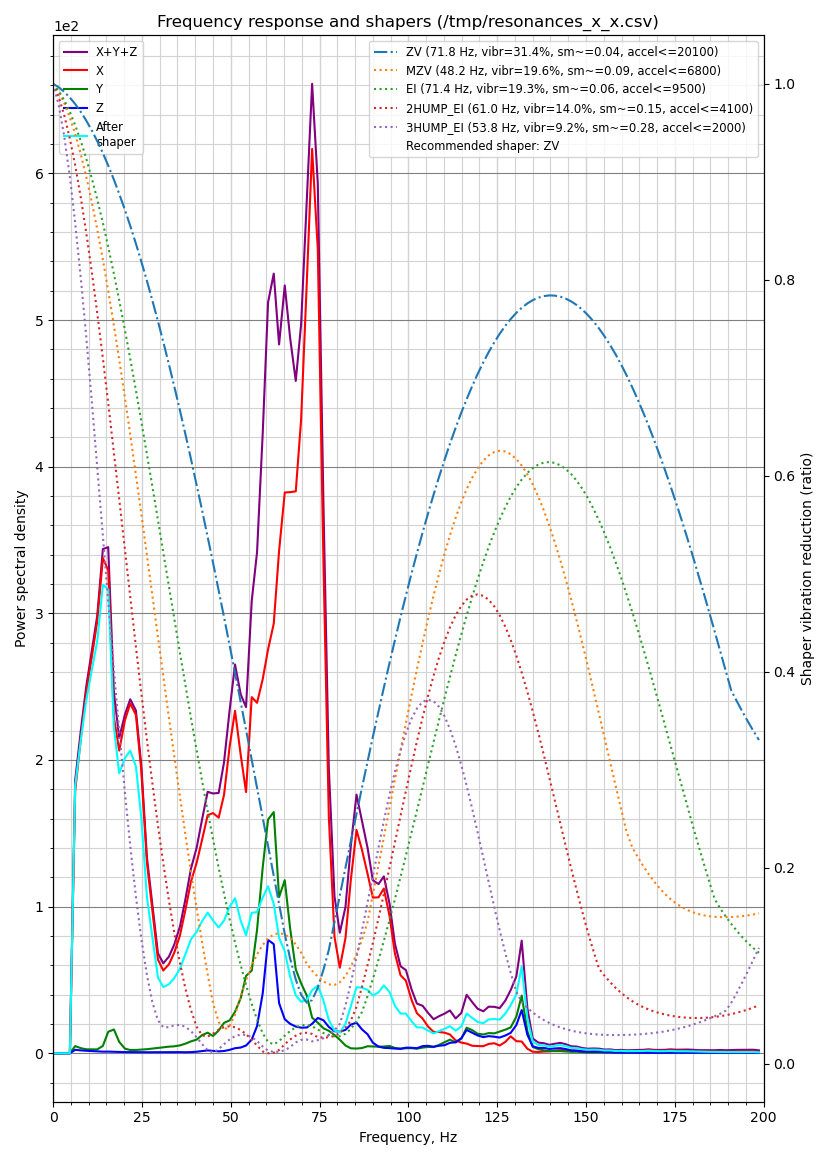 Frequency response and shapers (/tmp/resonances_x_x.csv)
1e2
X+Y+Z
X
Y
Z
After
shaper
ZV (71.8 Hz, vibr=31.4%, sm~=0.04, accel<=20100)
MZV (48.2 Hz, vibr=19.6%, sm~=0.09, accel<=6800)
EI (71.4 Hz, vibr=19.3%, sm~=0.06, accel<=9500)
2HUMP_EI (61.0 Hz, vibr=14.0%, sm~=0.15, accel<=4100)
3HUMP_EI (53.8 Hz, vibr=9.2%, sm~=0.28, accel<=2000)
Recommended shaper: ZV
6
5
4
3
2
1
0
Power spectral density
1.0
0.8
0.6
0.4
0.2
0.0
Shaper vibration reduction (ratio)
0 25 50 75 100 125 150 175 200
Frequency, Hz